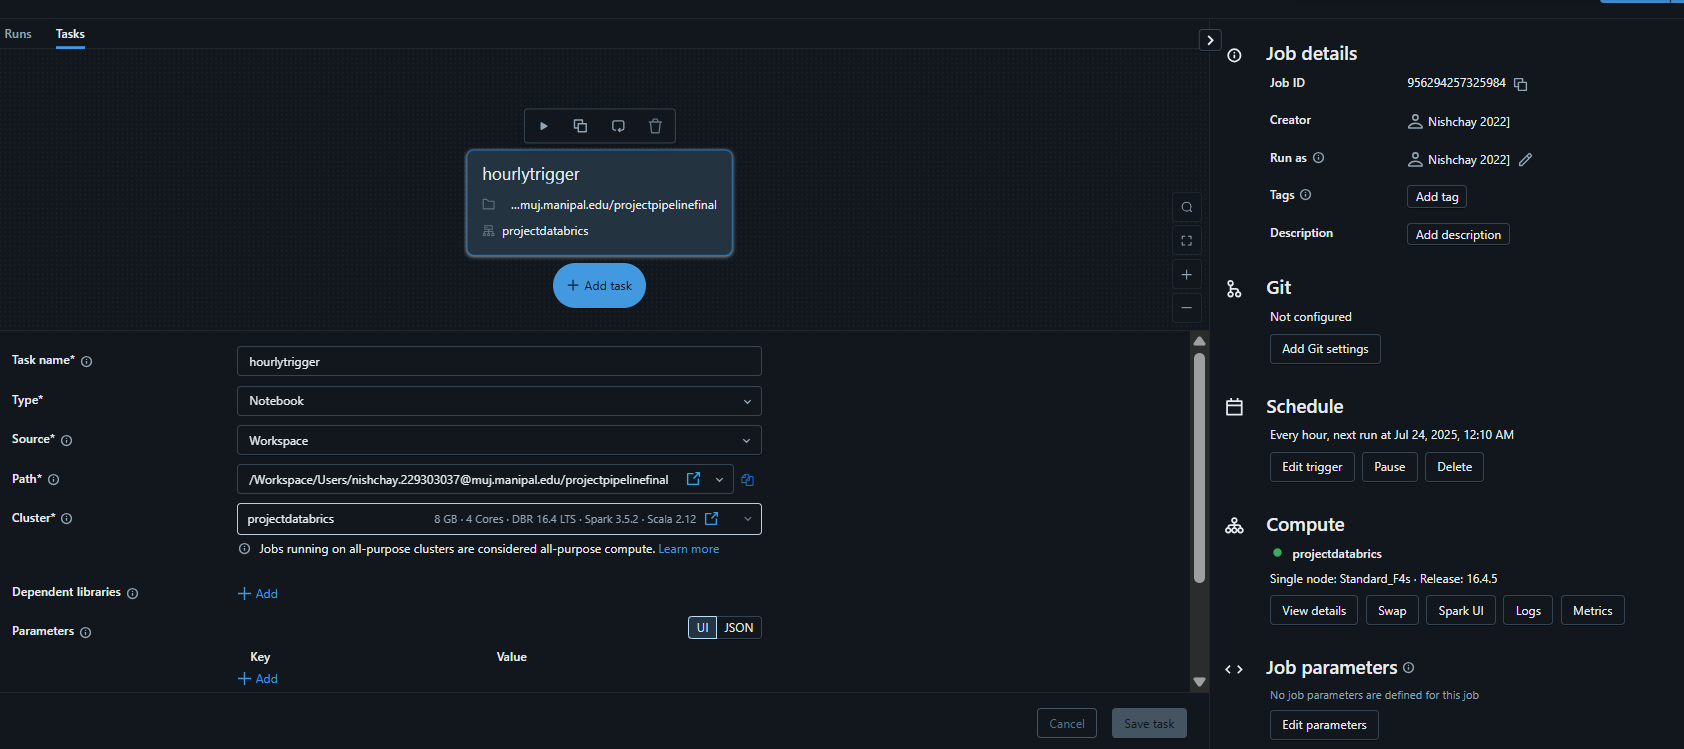 Runs Tasks
hourlytrigger
...muj.manipal.edu/projectpipelinefinal
projectdatabrics
+ Add task
Task name* hourlytrigger
Type* Notebook
Source* Workspace
Path* /Workspace/Users/nishchay.229303037@muj.manipal.edu/projectpipelinefinal
Cluster* projectdatabrics 8 GB · 4 Cores · DBR 16.4 LTS · Spark 3.5.2 · Scala 2.12
Jobs running on all-purpose clusters are considered all-purpose compute. Learn more
Dependent libraries + Add
Parameters UI JSON
Key Value
+ Add
Cancel Save task
Job details
Job ID 956294257325984
Creator Nishchay 2022]
Run as Nishchay 2022]
Tags Add tag
Description Add description
Git
Not configured
Add Git settings
Schedule
Every hour, next run at Jul 24, 2025, 12:10 AM
Edit trigger Pause Delete
Compute
projectdatabrics
Single node: Standard_F4s · Release: 16.4.5
View details Swap Spark UI Logs Metrics
Job parameters
No job parameters are defined for this job
Edit parameters